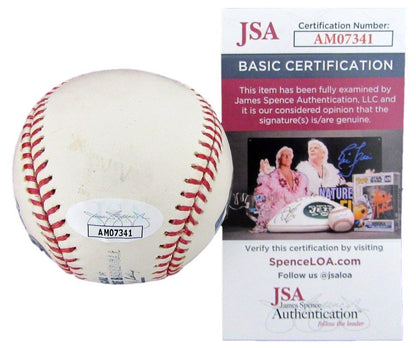 JSA
Certification Number:
AM07341
BASIC CERTIFICATION
This item has been fully examined by
James Spence Authentication, LLC and
it is our considered opinion that the
signature(s) is/are genuine.
NATURE
Verify this certification by visiting
SpenceLOA.com
Follow us @jsaloa
JSA
James Spence
Authentication
follow the leader
AM07341